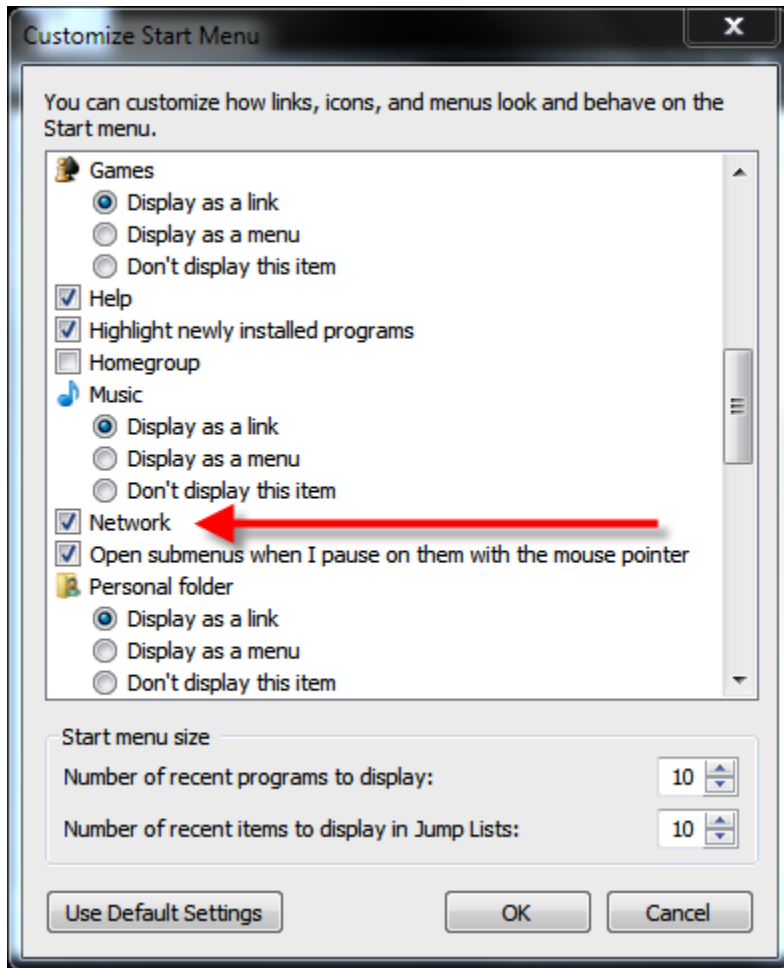 Customize Start Menu
x
You can customize how links, icons, and menus look and behave on the
Start menu.
Games
Display as a link
Display as a menu
Don't display this item
Help
Highlight newly installed programs
Homegroup
Music
Display as a link
Display as a menu
Don't display this item
Network
Open submenus when I pause on them with the mouse pointer
Personal folder
Display as a link
Display as a menu
Don't display this item
Start menu size
Number of recent programs to display: 10
Number of recent items to display in Jump Lists: 10
Use Default Settings OK Cancel